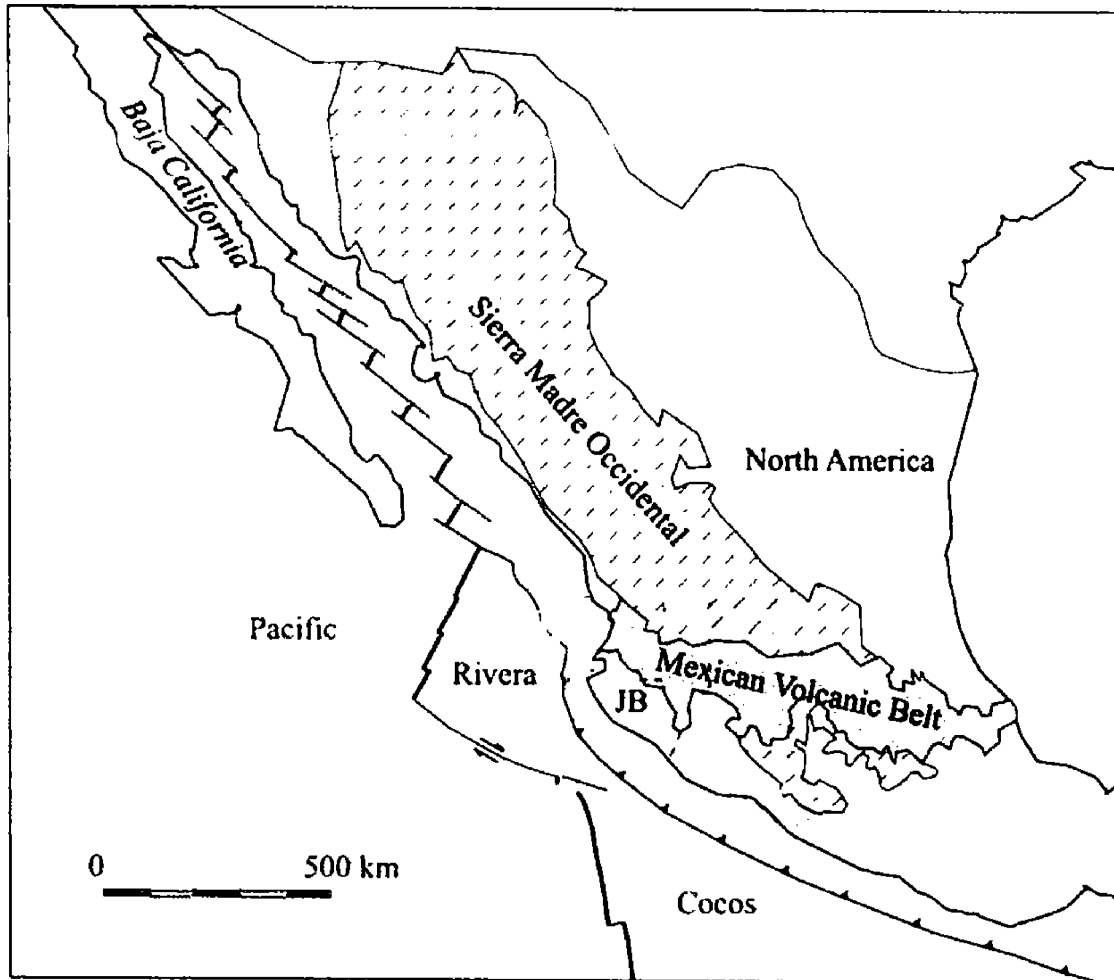 Baja California
Sierra Madre Occidental
North America
Pacific
Rivera
JB
Mexican Volcanic Belt
0 500 km
Cocos